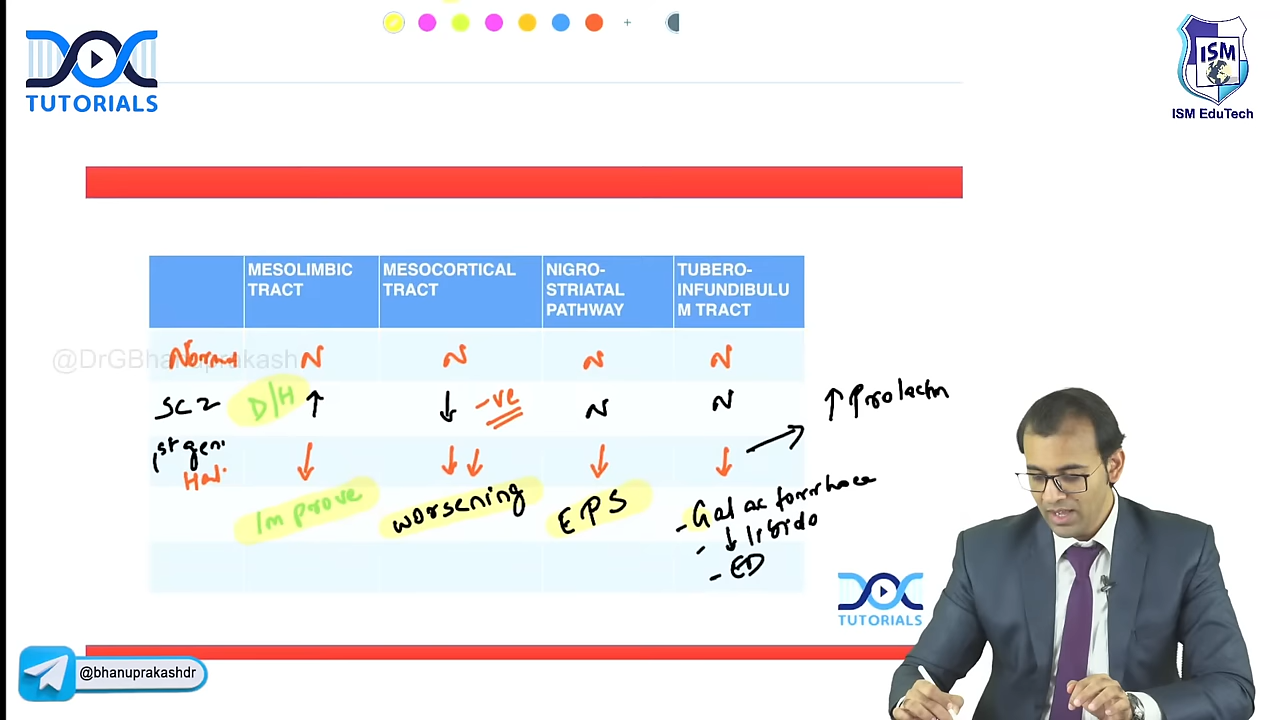 DOC
TUTORIALS
ISM
ISM EduTech
MESOLIMBIC TRACT
MESOCORTICAL TRACT
NIGRO-STRIATAL PATHWAY
TUBERO-INFUNDIBULUM TRACT
@DrGBhanuprakash
Normal N N N N
SCZ D/H ↑ ↓ -ve N N
↑ Prolactin
1st gen. Hal. ↓ ↓↓ ↓ ↓
Improve worsening EPS
- Galactorrhoea
- ↓ libido
- ED
DOC
TUTORIALS
@bhanuprakashdr